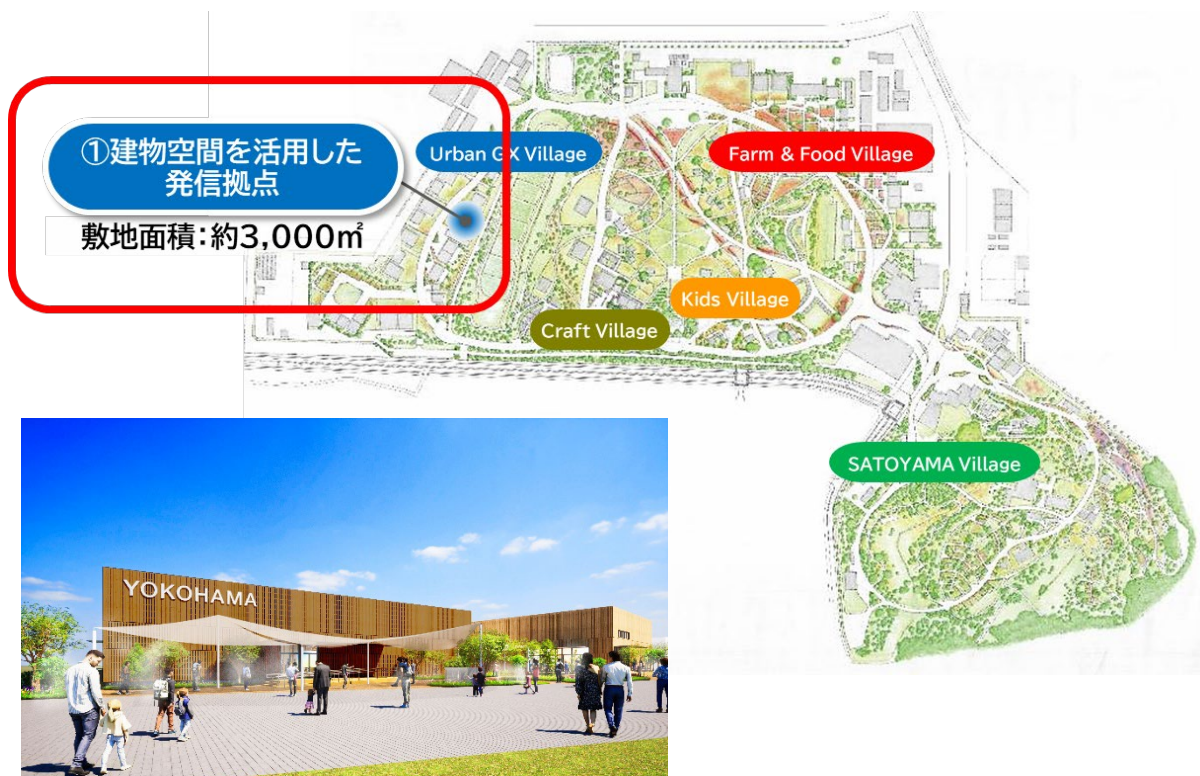 ①建物空間を活用した
発信拠点
敷地面積：約3,000㎡
Urban GX Village
Farm & Food Village
Kids Village
Craft Village
SATOYAMA Village
YOKOHAMA